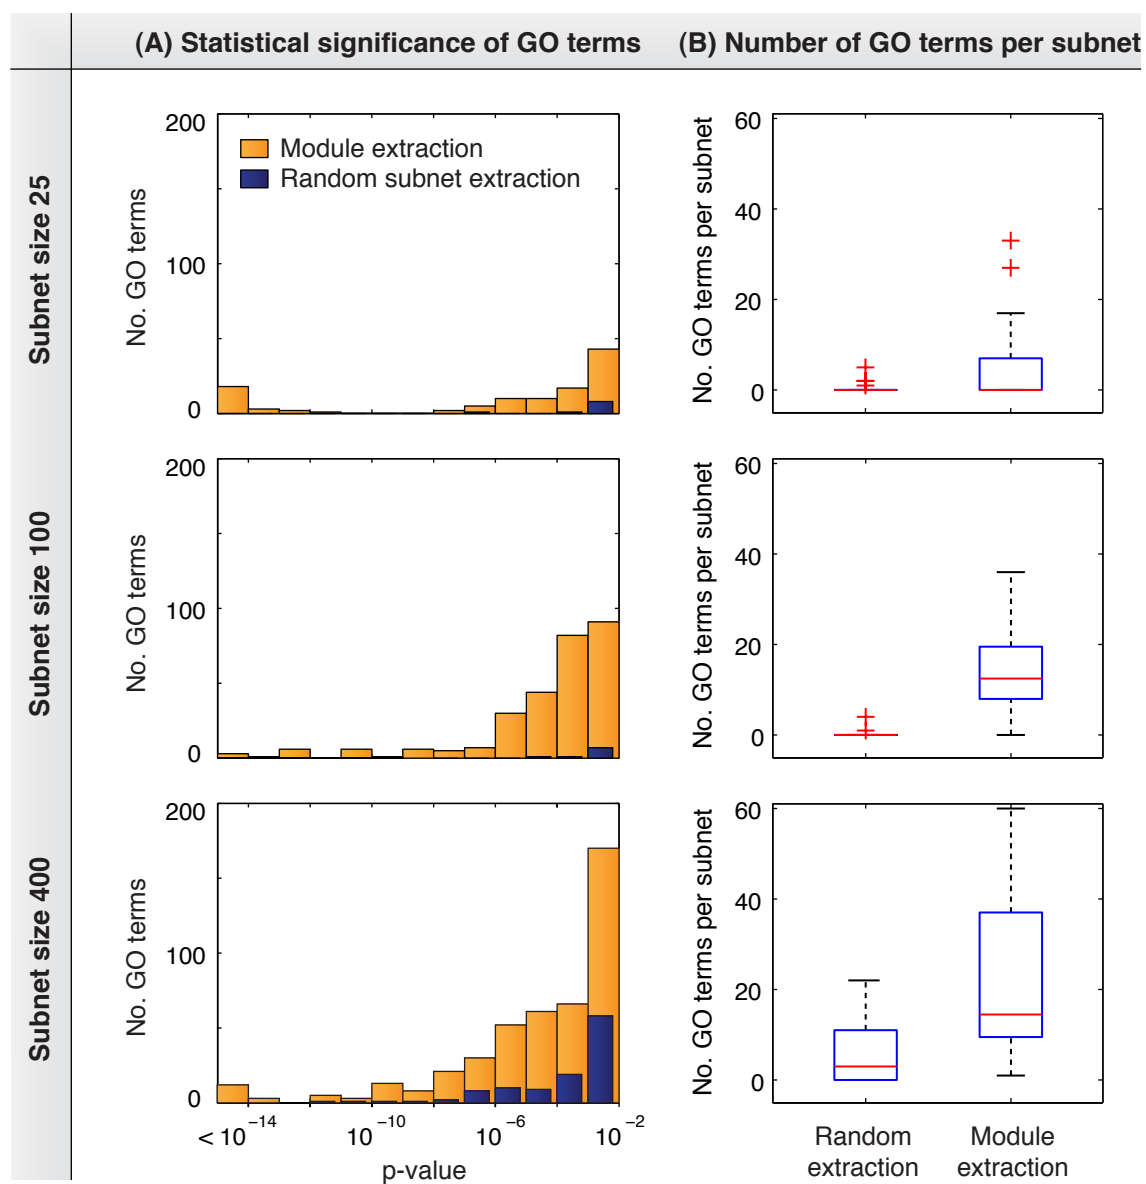 (A) Statistical significance of GO terms
(B) Number of GO terms per subnet
Subnet size 25
No. GO terms
200
100
0
Module extraction
Random subnet extraction
No. GO terms per subnet
60
40
20
0
Subnet size 100
No. GO terms
200
100
0
No. GO terms per subnet
60
40
20
0
Subnet size 400
No. GO terms
200
100
0
< 10⁻¹⁴
10⁻¹⁰
10⁻⁶
10⁻²
p-value
No. GO terms per subnet
60
40
20
0
Random
extraction
Module
extraction